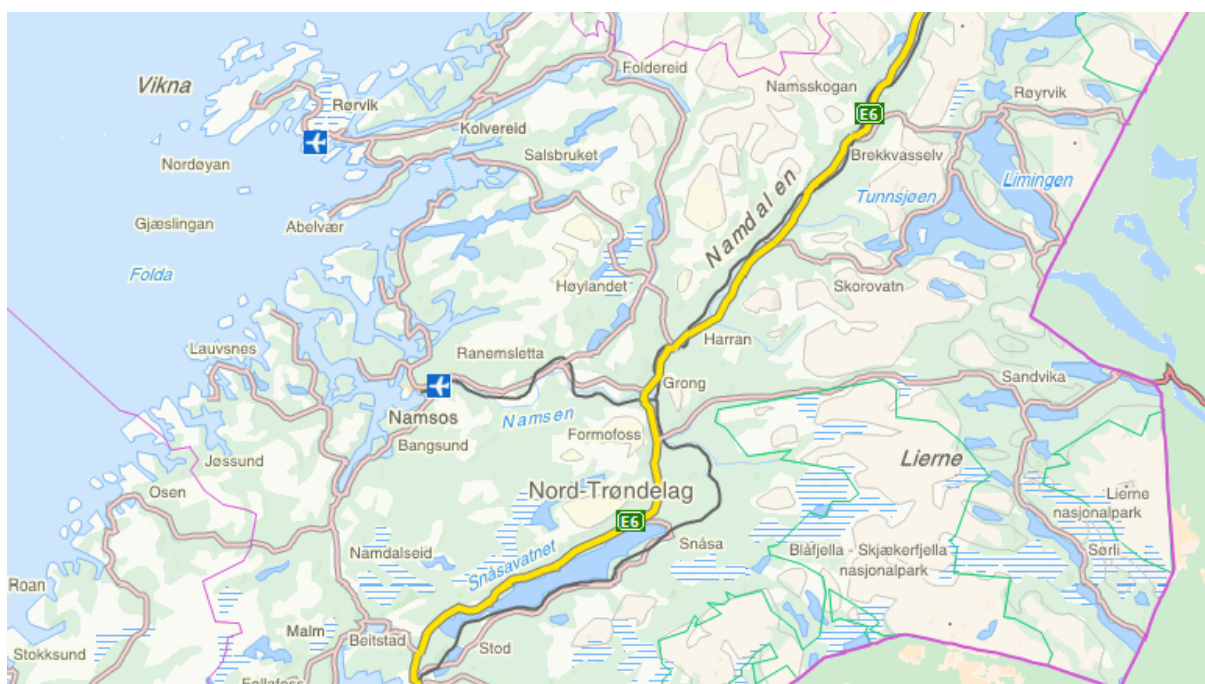 Vikna
Rørvik
Foldereid
Namsskogan
Røyrvik
E6
Kolvereid
Salsbruket
Brekkvasselv
Nordøyan
Limingen
Tunnsjøen
Gjæslingan
Abelvær
Namdalen
Folda
Høylandet
Skorovatn
Lauvsnes
Ranemsletta
Harran
Grong
Sandvika
Namsos
Namsen
Bangsund
Formofoss
Jøssund
Lierne
Osen
Nord-Trøndelag
Lierne
nasjonalpark
E6
Snåsa
Namdalseid
Snåsavatnet
Blåfjella - Skjækerfjella
nasjonalpark
Sørli
Roan
Malm
Beitstad
Stod
Stokksund